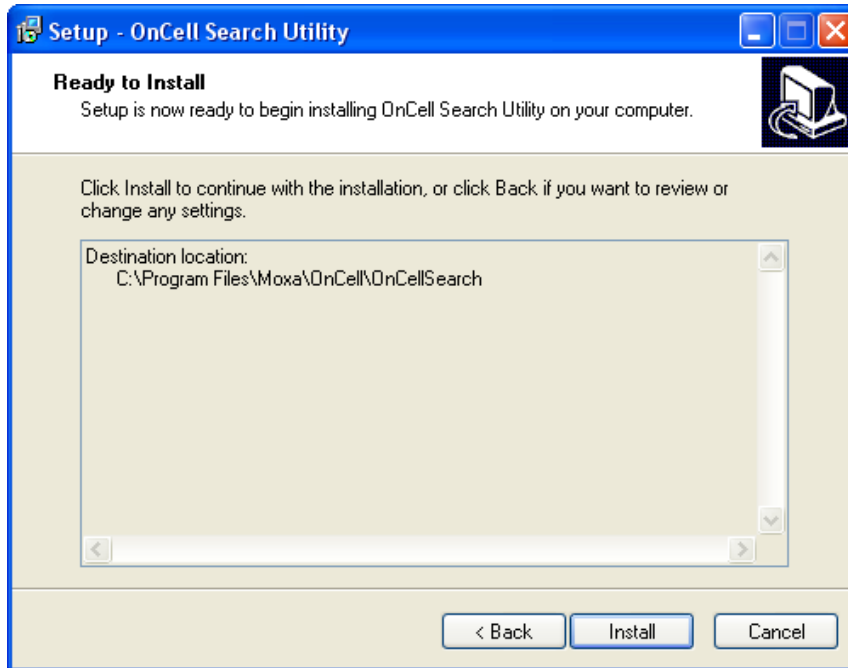 Setup - OnCell Search Utility
Ready to Install
Setup is now ready to begin installing OnCell Search Utility on your computer.
Click Install to continue with the installation, or click Back if you want to review or
change any settings.
Destination location:
C:\Program Files\Moxa\OnCell\OnCellSearch
< Back
Install
Cancel